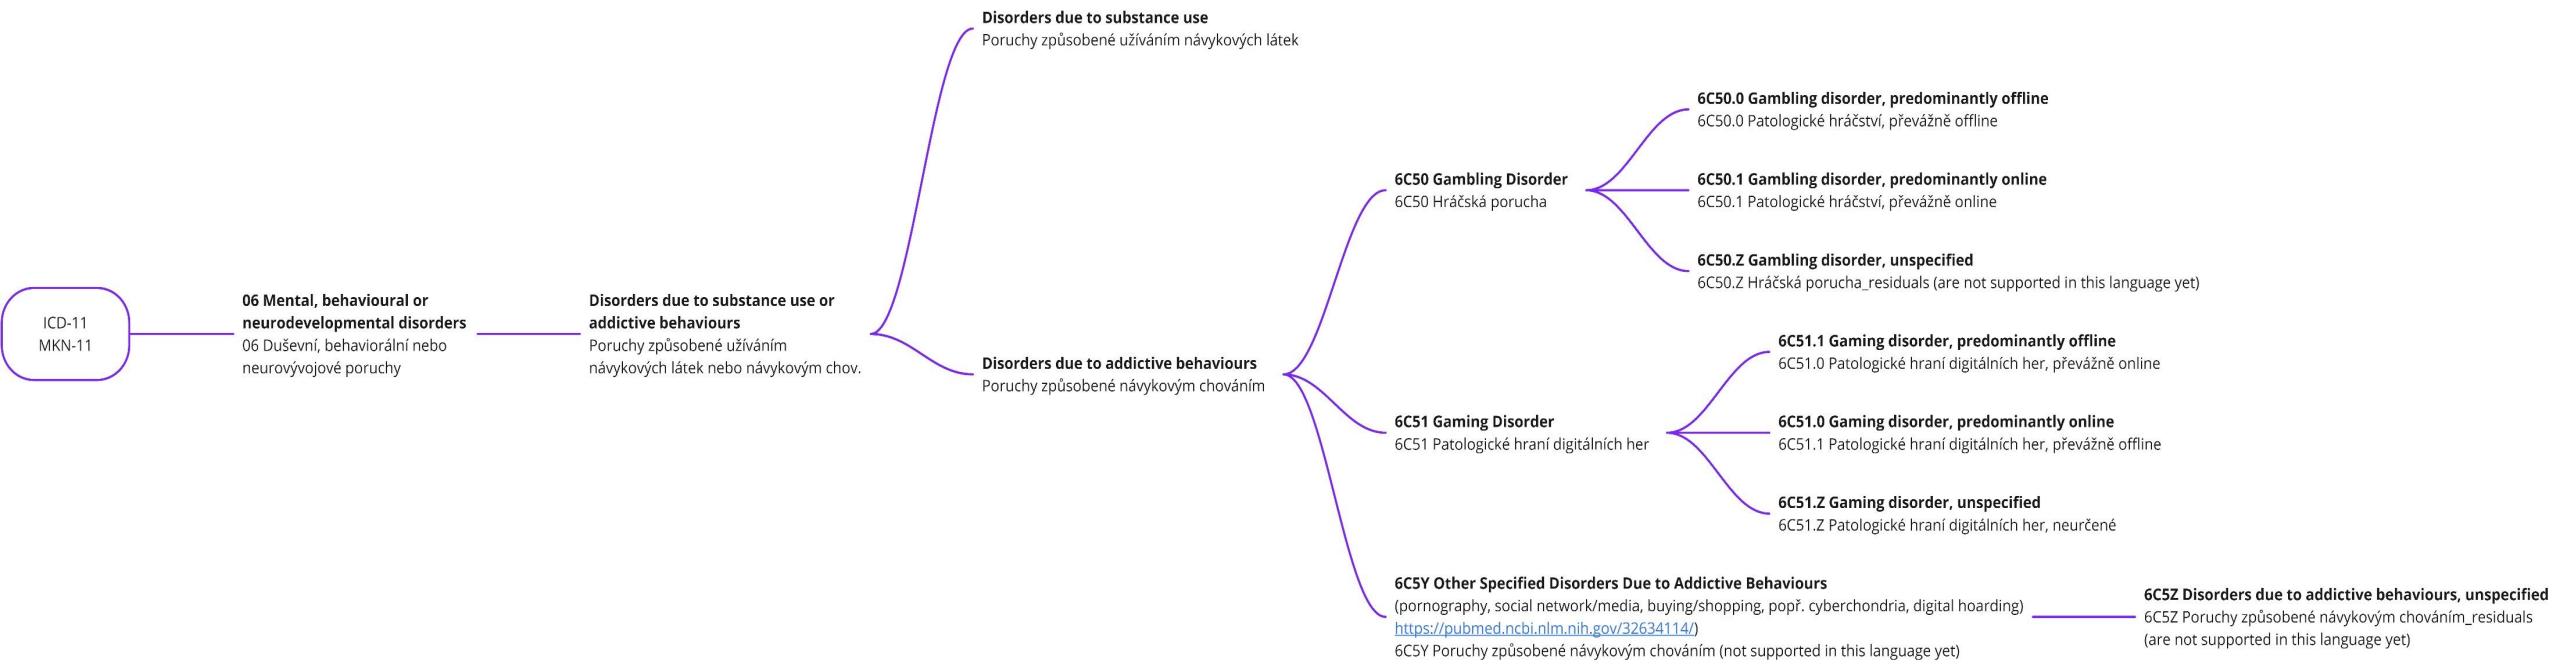 ICD-11
MKN-11
06 Mental, behavioural or
neurodevelopmental disorders
06 Duševní, behaviorální nebo
neurovývojové poruchy
Disorders due to substance use or
addictive behaviours
Poruchy způsobené užíváním
návykových látek nebo návykovým chov.
Disorders due to substance use
Poruchy způsobené užíváním návykových látek
Disorders due to addictive behaviours
Poruchy způsobené návykovým chováním
6C50 Gambling Disorder
6C50 Hráčská porucha
6C50.0 Gambling disorder, predominantly offline
6C50.0 Patologické hráčství, převážně offline
6C50.1 Gambling disorder, predominantly online
6C50.1 Patologické hráčství, převážně online
6C50.Z Gambling disorder, unspecified
6C50.Z Hráčská porucha_residuals (are not supported in this language yet)
6C51 Gaming Disorder
6C51 Patologické hraní digitálních her
6C51.1 Gaming disorder, predominantly offline
6C51.0 Patologické hraní digitálních her, převážně online
6C51.0 Gaming disorder, predominantly online
6C51.1 Patologické hraní digitálních her, převážně offline
6C51.Z Gaming disorder, unspecified
6C51.Z Patologické hraní digitálních her, neurčené
6C5Y Other Specified Disorders Due to Addictive Behaviours
(pornography, social network/media, buying/shopping, popř. cyberchondria, digital hoarding)
https://pubmed.ncbi.nlm.nih.gov/32634114/)
6C5Y Poruchy způsobené návykovým chováním (not supported in this language yet)
6C5Z Disorders due to addictive behaviours, unspecified
6C5Z Poruchy způsobené návykovým chováním_residuals
(are not supported in this language yet)